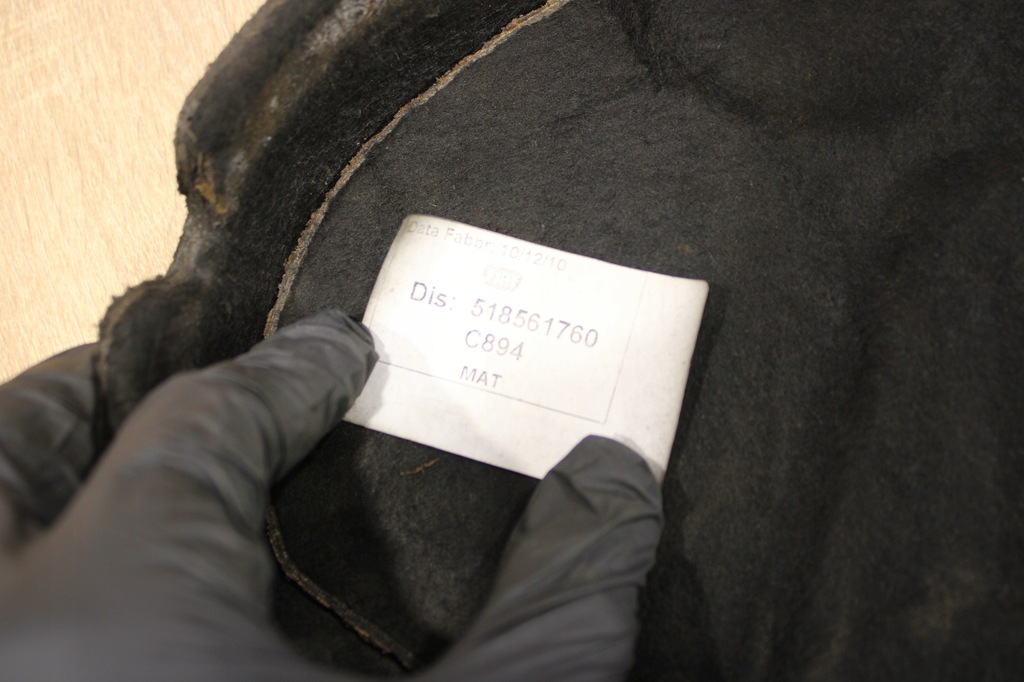 Data Fabbr. 10/12/10
Dis: 518561760
C894
MAT